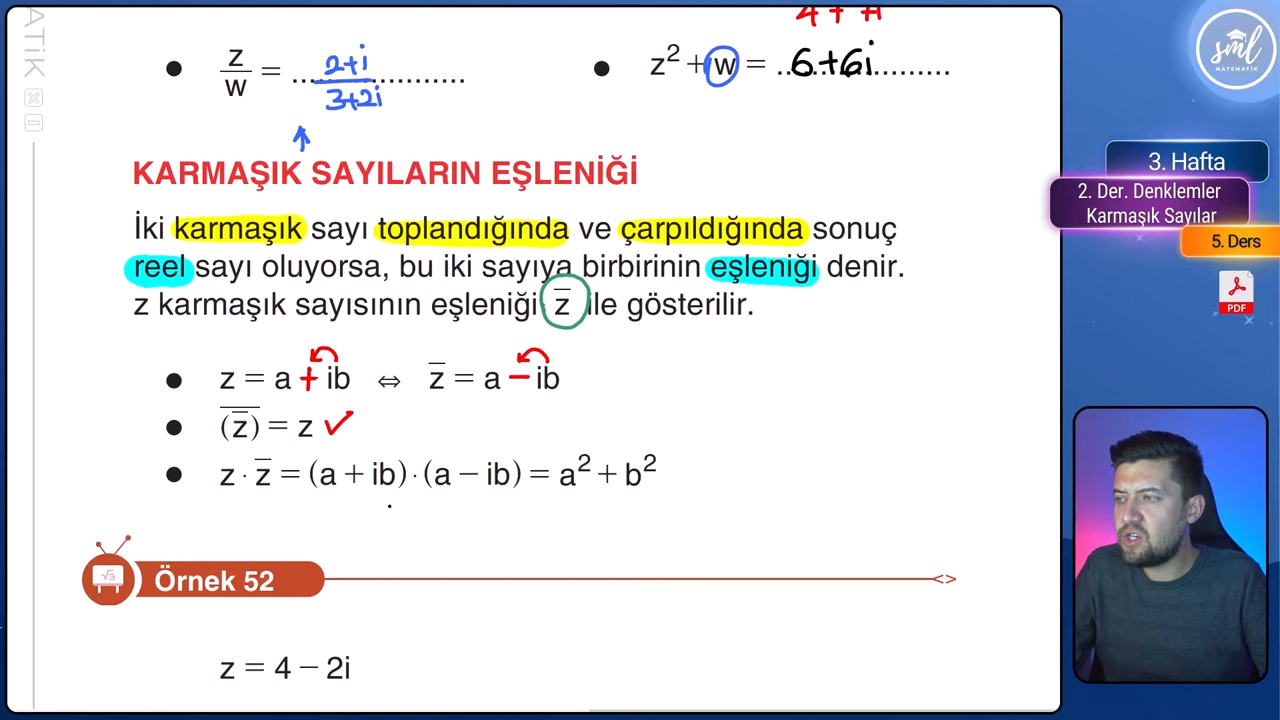 ATİK
4 + i
z/w = .... 2+i/3+2i ....
z² + w = .... 6+6i ....
KARMAŞIK SAYILARIN EŞLENİĞİ
İki karmaşık sayı toplandığında ve çarpıldığında sonuç
reel sayı oluyorsa, bu iki sayıya birbirinin eşleniği denir.
z karmaşık sayısının eşleniği z̅ ile gösterilir.
• z = a + ib ⇔ z̅ = a − ib
• (z̅)̅ = z ✓
• z · z̅ = (a + ib) · (a − ib) = a² + b²
√3
Örnek 52
<>
z = 4 − 2i
sml
MATEMATİK
3. Hafta
2. Der. Denklemler
Karmaşık Sayılar
5. Ders
PDF